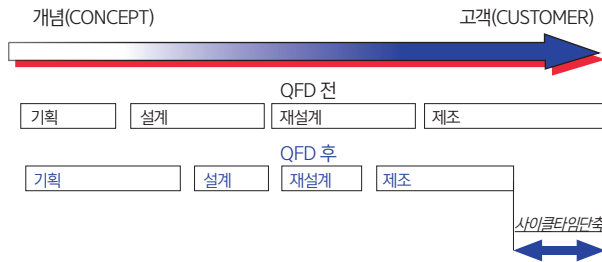 개념(CONCEPT) 고객(CUSTOMER)
QFD 전
기획 설계 재설계 제조
QFD 후
기획 설계 재설계 제조
사이클타임단축